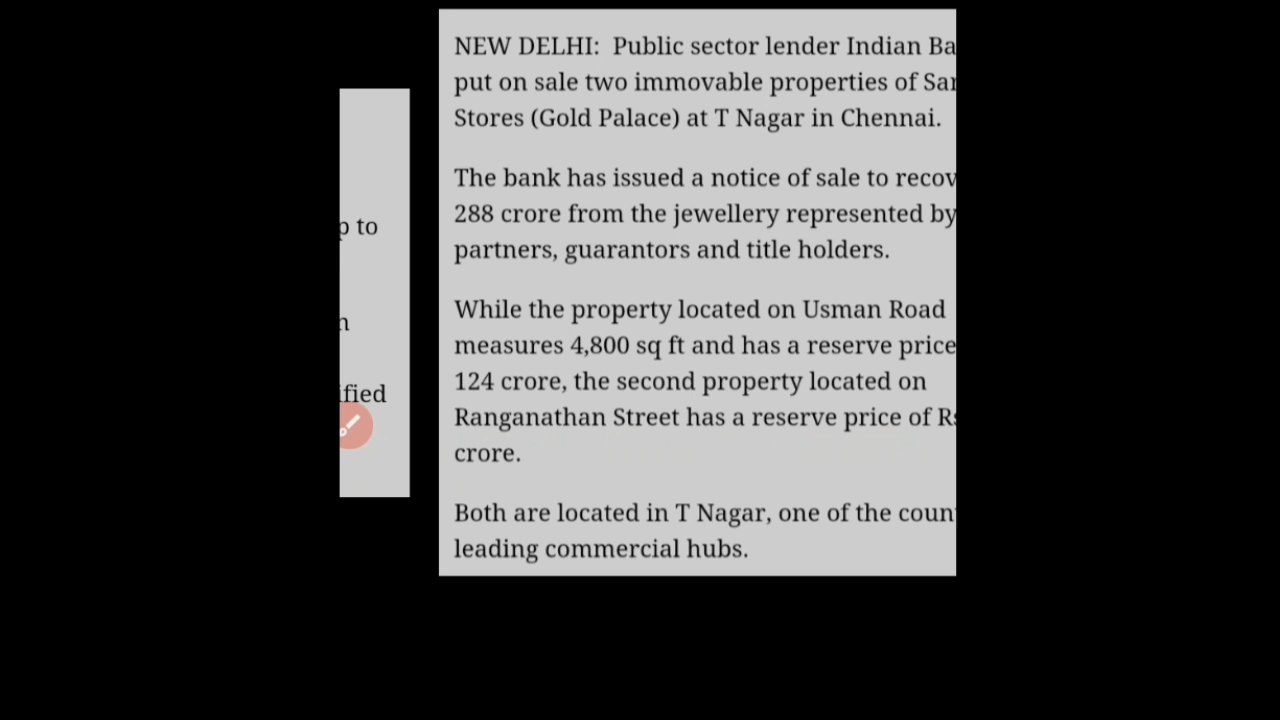 p to
n
ified
NEW DELHI: Public sector lender Indian Ba
put on sale two immovable properties of Sar
Stores (Gold Palace) at T Nagar in Chennai.
The bank has issued a notice of sale to recov
288 crore from the jewellery represented by
partners, guarantors and title holders.
While the property located on Usman Road
measures 4,800 sq ft and has a reserve price
124 crore, the second property located on
Ranganathan Street has a reserve price of Rs
crore.
Both are located in T Nagar, one of the coun
leading commercial hubs.